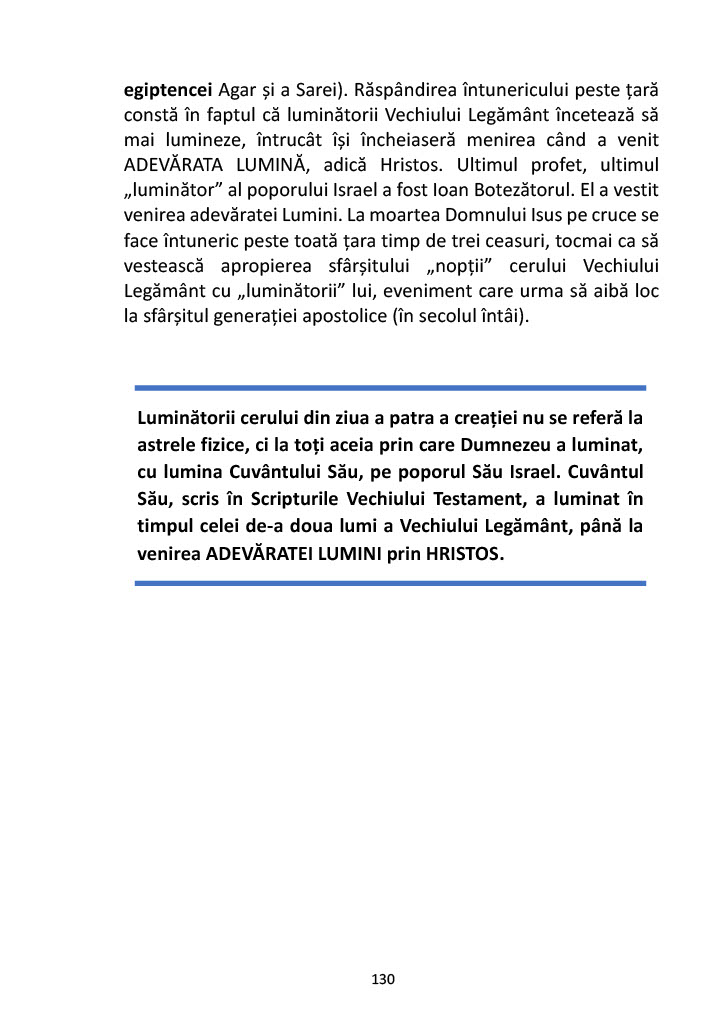 egiptencei Agar și a Sarei). Răspândirea întunericului peste țară
constă în faptul că luminătorii Vechiului Legământ încetează să
mai lumineze, întrucât își încheiaseră menirea când a venit
ADEVĂRATA LUMINĂ, adică Hristos. Ultimul profet, ultimul
„luminător” al poporului Israel a fost Ioan Botezătorul. El a vestit
venirea adevăratei Lumini. La moartea Domnului Isus pe cruce se
face întuneric peste toată țara timp de trei ceasuri, tocmai ca să
vestească apropierea sfârșitului „nopții” cerului Vechiului
Legământ cu „luminătorii” lui, eveniment care urma să aibă loc
la sfârșitul generației apostolice (în secolul întâi).
Luminătorii cerului din ziua a patra a creației nu se referă la
astrele fizice, ci la toți aceia prin care Dumnezeu a luminat,
cu lumina Cuvântului Său, pe poporul Său Israel. Cuvântul
Său, scris în Scripturile Vechiului Testament, a luminat în
timpul celei de-a doua lumi a Vechiului Legământ, până la
venirea ADEVĂRATEI LUMINI prin HRISTOS.
130